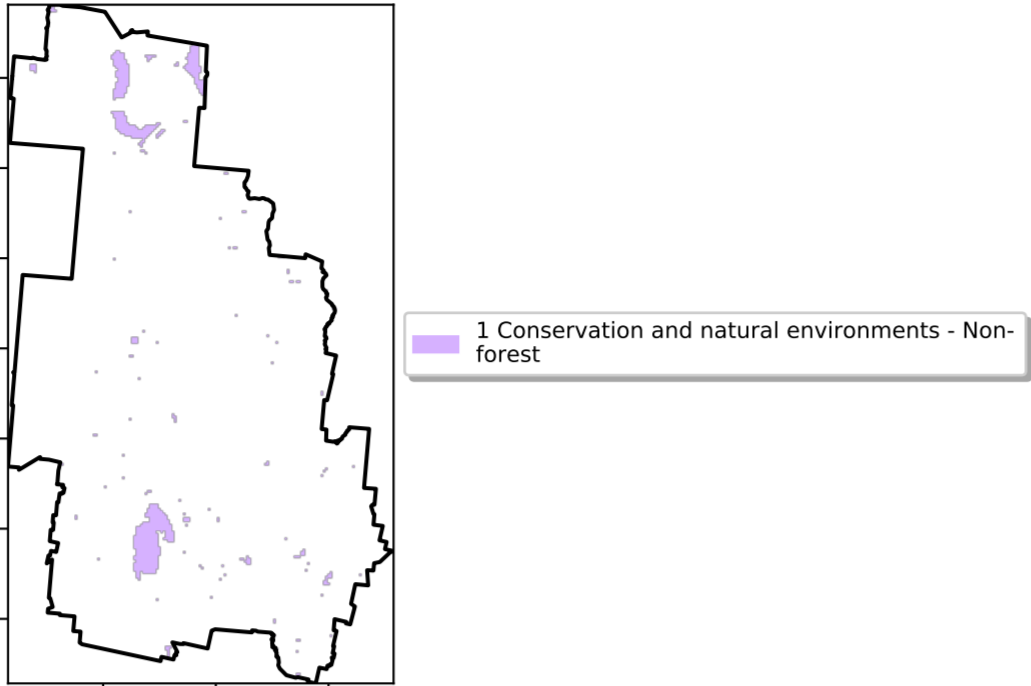 1 Conservation and natural environments - Non-
forest